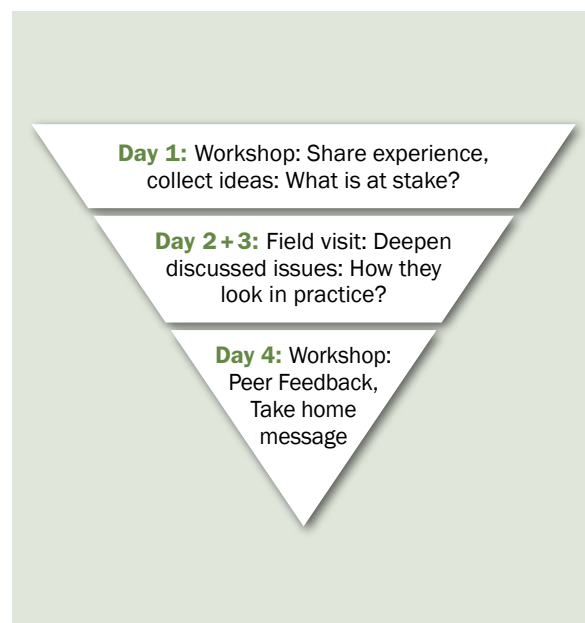 Day 1: Workshop: Share experience,
collect ideas: What is at stake?
Day 2+3: Field visit: Deepen
discussed issues: How they
look in practice?
Day 4: Workshop:
Peer Feedback,
Take home
message